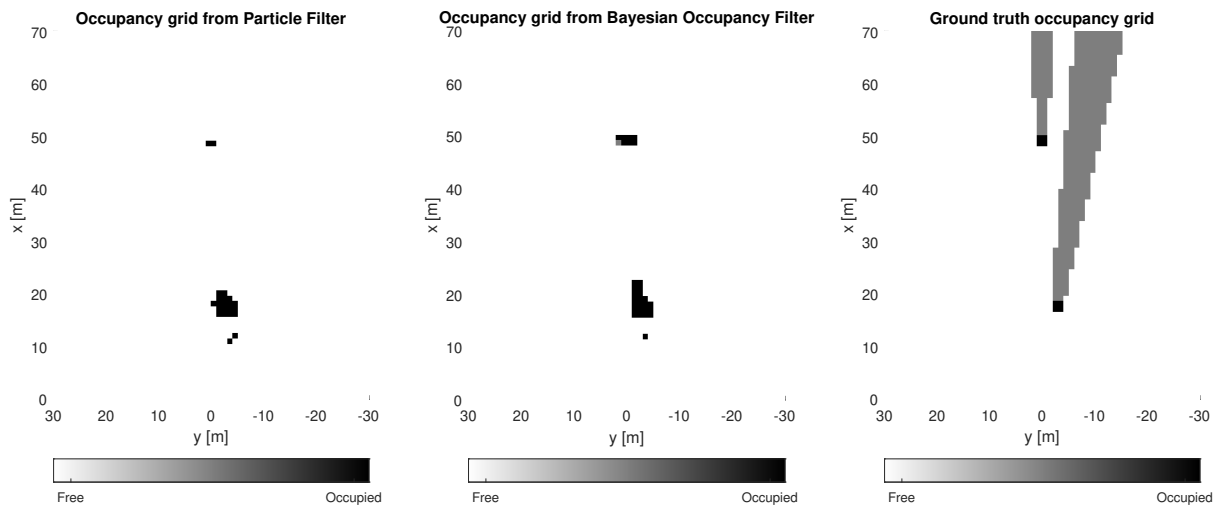 Occupancy grid from Particle Filter
70
60
50
40
30
20
10
0
x [m]
30 20 10 0 -10 -20 -30
y [m]
Free Occupied
Occupancy grid from Bayesian Occupancy Filter
70
60
50
40
30
20
10
0
x [m]
30 20 10 0 -10 -20 -30
y [m]
Free Occupied
Ground truth occupancy grid
70
60
50
40
30
20
10
0
x [m]
30 20 10 0 -10 -20 -30
y [m]
Free Occupied